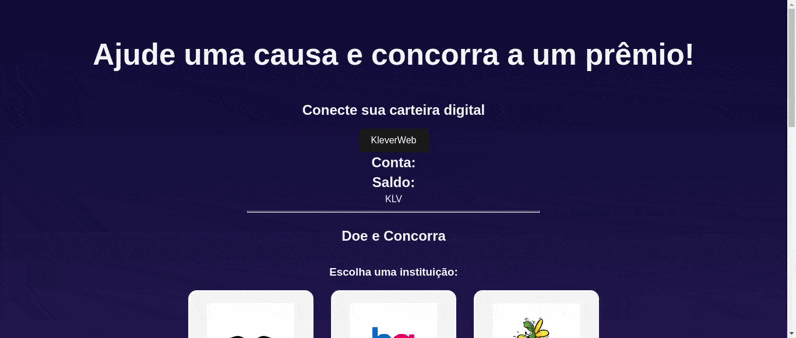 Ajude uma causa e concorra a um prêmio!
Conecte sua carteira digital
KleverWeb
Conta:
Saldo:
KLV
Doe e Concorra
Escolha uma instituição: